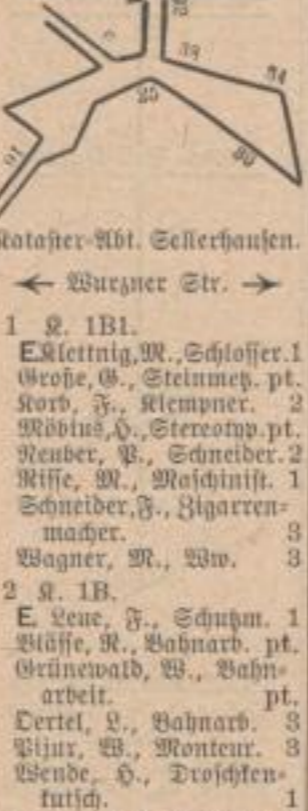 25
Kataster-Abt. Sellerhausen.
← Wurzner Str. →
1 K. 1B1.
E Klettnig, M., Schlosser. 1
Große, G., Steinmetz. pt.
Korb, F., Klempner. 2
Möbius, H., Stereotyp. pt.
Neuber, P., Schneider. 2
Risse, M., Maschinist. 1
Schneider, F., Zigarren-
macher. 3
Wagner, M., Ww. 3
2 K. 1B.
E Leue, F., Schutzm. 1
Blässe, R., Bahnarb. pt.
Grünewald, W., Bahn-
arbeit. pt.
Oertel, L., Bahnarb. 3
Pijur, W., Monteur. 3
Wende, H., Droschken-
kutsch. 1